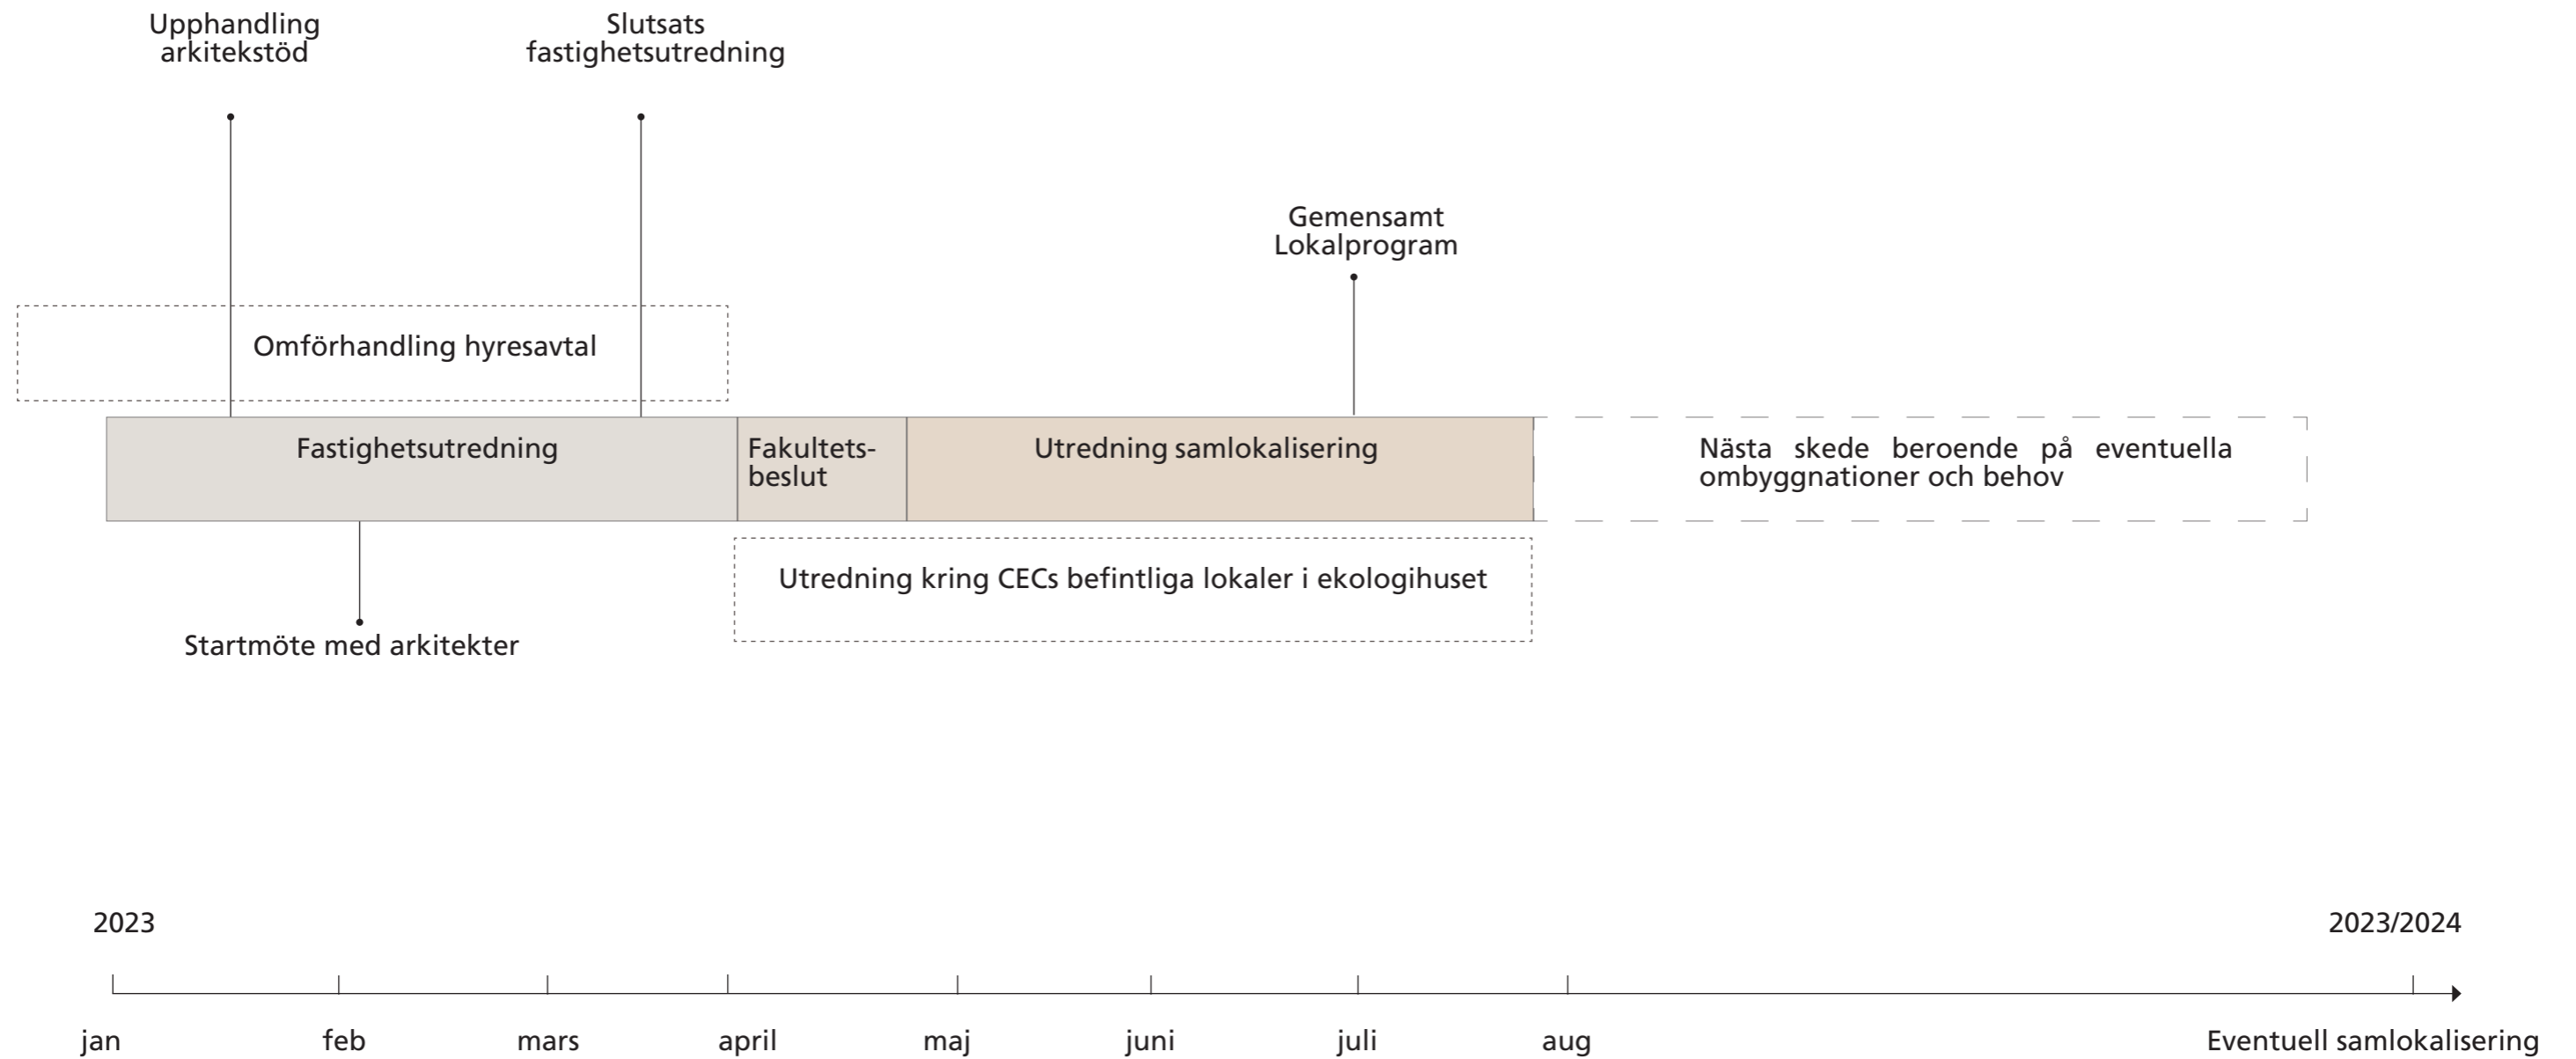 Upphandling
arkitekstöd
Slutsats
fastighetsutredning
Gemensamt
Lokalprogram
Omförhandling hyresavtal
Fastighetsutredning
Fakultets-
beslut
Utredning samlokalisering
Nästa skede beroende på eventuella
ombyggnationer och behov
Utredning kring CECs befintliga lokaler i ekologihuset
Startmöte med arkitekter
2023
2023/2024
jan
feb
mars
april
maj
juni
juli
aug
Eventuell samlokalisering